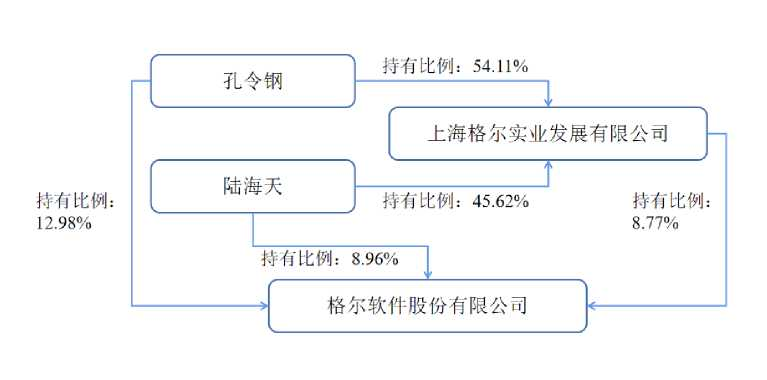 孔令钢
持有比例：54.11%
上海格尔实业发展有限公司
陆海天
持有比例：
12.98%
持有比例：45.62%
持有比例：
8.77%
持有比例：8.96%
格尔软件股份有限公司